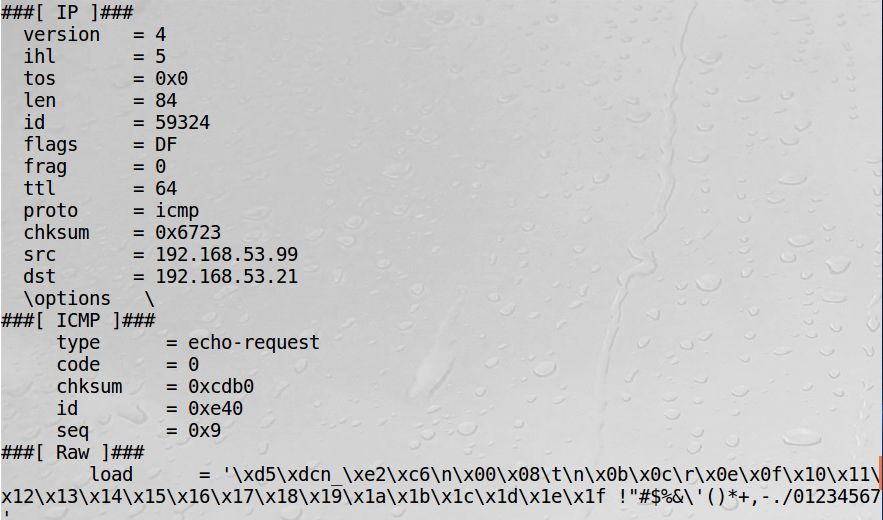 ###[ IP ]###
  version   = 4
  ihl       = 5
  tos       = 0x0
  len       = 84
  id        = 59324
  flags     = DF
  frag      = 0
  ttl       = 64
  proto     = icmp
  chksum    = 0x6723
  src       = 192.168.53.99
  dst       = 192.168.53.21
  \options   \
###[ ICMP ]###
     type      = echo-request
     code      = 0
     chksum    = 0xcdb0
     id        = 0xe40
     seq       = 0x9
###[ Raw ]###
        load      = '\xd5\xdcn_\xe2\xc6\n\x00\x08\t\n\x0b\x0c\r\x0e\x0f\x10\x11\
x12\x13\x14\x15\x16\x17\x18\x19\x1a\x1b\x1c\x1d\x1e\x1f !"#$%&\'()*+,-./01234567
'